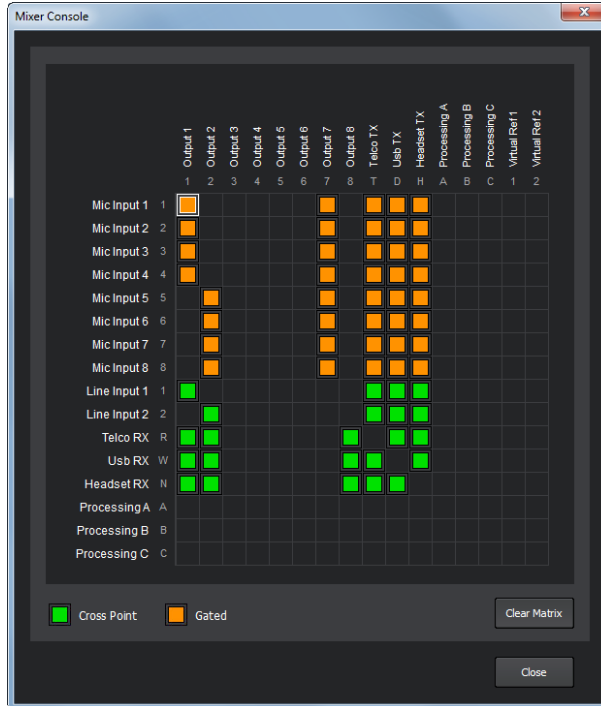 Mixer Console
Output 1
Output 2
Output 3
Output 4
Output 5
Output 6
Output 7
Output 8
Telco TX
Usb TX
Headset TX
Processing A
Processing B
Processing C
Virtual Ref 1
Virtual Ref 2
1 2 3 4 5 6 7 8 T D H A B C 1 2
Mic Input 1 1
Mic Input 2 2
Mic Input 3 3
Mic Input 4 4
Mic Input 5 5
Mic Input 6 6
Mic Input 7 7
Mic Input 8 8
Line Input 1 1
Line Input 2 2
Telco RX R
Usb RX W
Headset RX N
Processing A A
Processing B B
Processing C C
Cross Point
Gated
Clear Matrix
Close